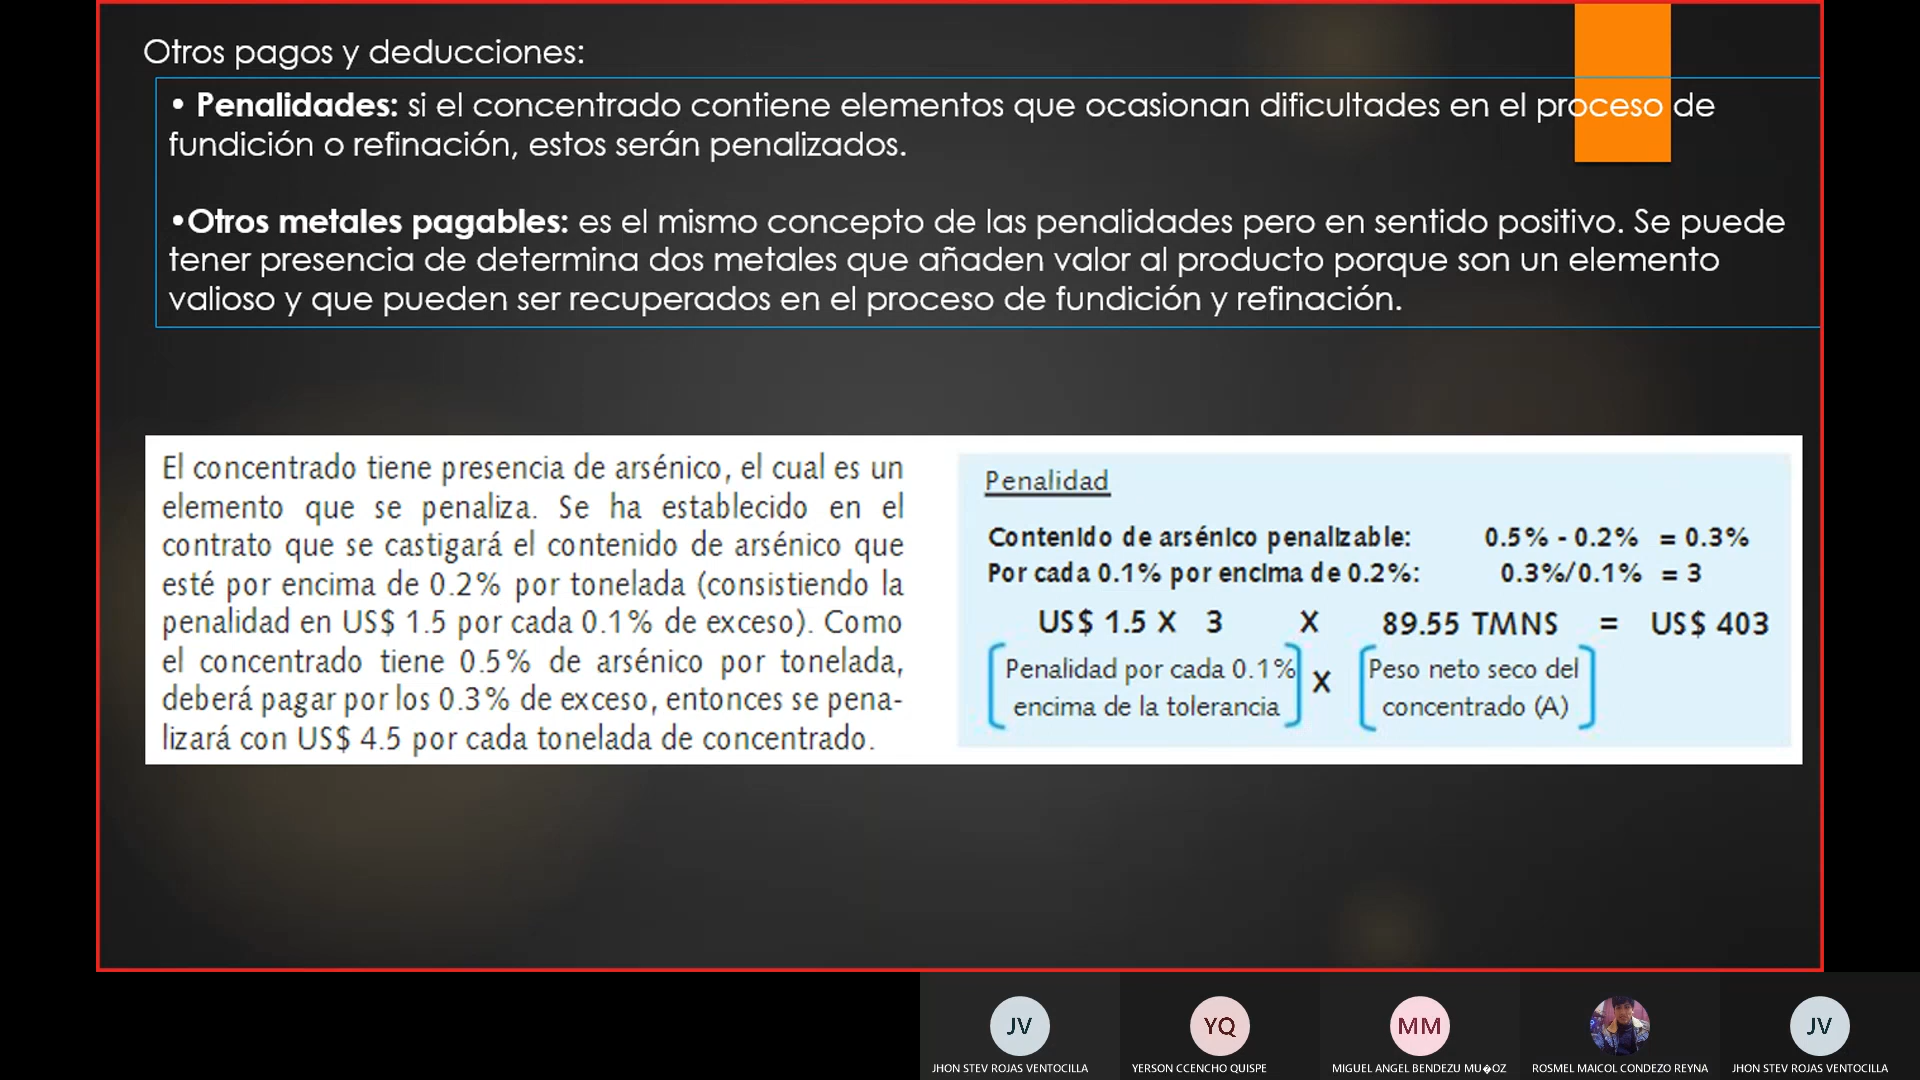 Otros pagos y deducciones:
• Penalidades: si el concentrado contiene elementos que ocasionan dificultades en el proceso de
fundición o refinación, estos serán penalizados.
•Otros metales pagables: es el mismo concepto de las penalidades pero en sentido positivo. Se puede
tener presencia de determina dos metales que añaden valor al producto porque son un elemento
valioso y que pueden ser recuperados en el proceso de fundición y refinación.
El concentrado tiene presencia de arsénico, el cual es un
elemento que se penaliza. Se ha establecido en el
contrato que se castigará el contenido de arsénico que
esté por encima de 0.2% por tonelada (consistiendo la
penalidad en US$ 1.5 por cada 0.1% de exceso). Como
el concentrado tiene 0.5% de arsénico por tonelada,
deberá pagar por los 0.3% de exceso, entonces se pena-
lizará con US$ 4.5 por cada tonelada de concentrado.
Penalidad
Contenido de arsénico penalizable: 0.5% - 0.2% = 0.3%
Por cada 0.1% por encima de 0.2%: 0.3%/0.1% = 3
US$ 1.5 X 3 X 89.55 TMNS = US$ 403
Penalidad por cada 0.1% X Peso neto seco del
encima de la tolerancia concentrado (A)
JV YQ MM JV
JHON STEV ROJAS VENTOCILLA YERSON CCENCHO QUISPE MIGUEL ANGEL BENDEZU MU�OZ ROSMEL MAICOL CONDEZO REYNA JHON STEV ROJAS VENTOCILLA